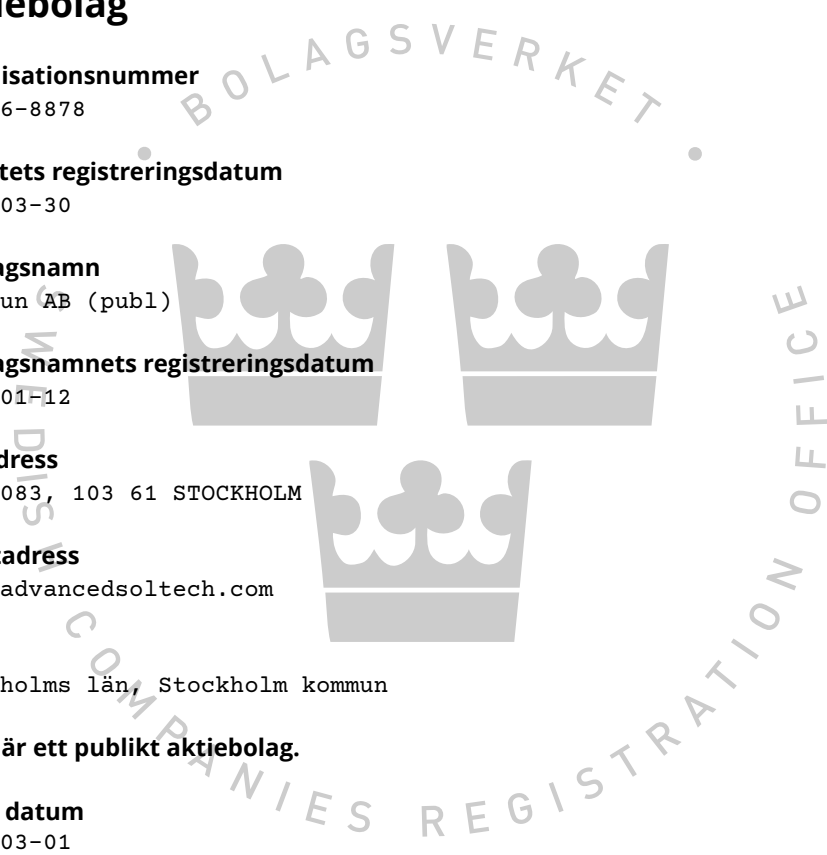 iebolag
isationsnummer
6-8878
tets registreringsdatum
03-30
agsnamn
un AB (publ)
agsnamnets registreringsdatum
01-12
dress
083, 103 61 STOCKHOLM
adress
advancedsoltech.com
holms län, Stockholm kommun
är ett publikt aktiebolag.
datum
03-01
BOLAGSVERKET
SWEDISH COMPANIES REGISTRATION OFFICE